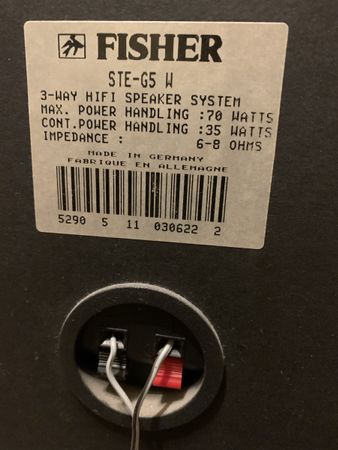 FISHER
STE-G5 W
3-WAY HIFI SPEAKER SYSTEM
MAX. POWER HANDLING :70 WATTS
CONT.POWER HANDLING :35 WATTS
IMPEDANCE : 6-8 OHMS
MADE IN GERMANY
FABRIQUE EN ALLEMAGNE
5290 5 11 030622 2